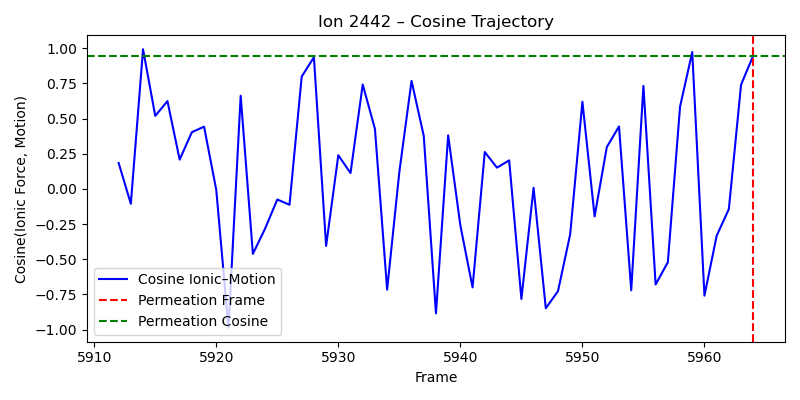 Ion 2442 – Cosine Trajectory
Cosine(Ionic Force, Motion)
1.00
0.75
0.50
0.25
0.00
−0.25
−0.50
−0.75
−1.00
Cosine Ionic–Motion
Permeation Frame
Permeation Cosine
5910 5920 5930 5940 5950 5960
Frame